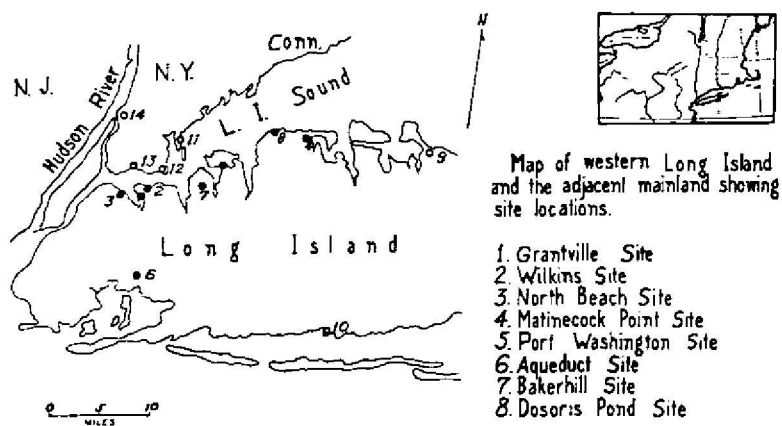 N
Conn.
N. J.
N. Y.
Hudson River
L. I. Sound
14
11
13
12
8
9
3
2
7
Long Island
6
10
0 5 10
MILES
Map of western Long Island
and the adjacent mainland showing
site locations.
1. Grantville Site
2. Wilkins Site
3. North Beach Site
4. Matinecock Point Site
5. Port Washington Site
6. Aqueduct Site
7. Bakerhill Site
8. Dosoris Pond Site